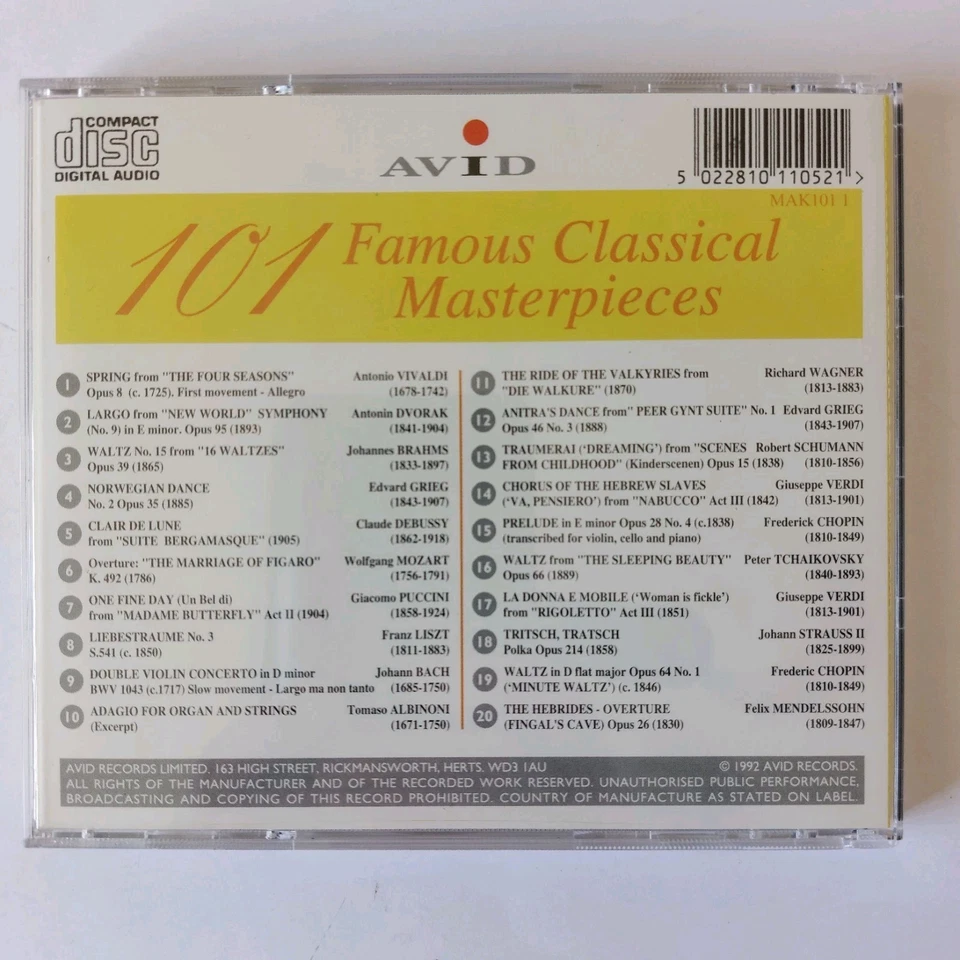 COMPACT
disc
DIGITAL AUDIO
AViD
5 022810 110521 >
MAK101 1
101 Famous Classical
Masterpieces
1 SPRING from "THE FOUR SEASONS" Antonio VIVALDI
Opus 8 (c. 1725). First movement - Allegro (1678-1742)
2 LARGO from "NEW WORLD" SYMPHONY Antonin DVORAK
(No. 9) in E minor. Opus 95 (1893) (1841-1904)
3 WALTZ No. 15 from "16 WALTZES" Johannes BRAHMS
Opus 39 (1865) (1833-1897)
4 NORWEGIAN DANCE Edvard GRIEG
No. 2 Opus 35 (1885) (1843-1907)
5 CLAIR DE LUNE Claude DEBUSSY
from "SUITE BERGAMASQUE" (1905) (1862-1918)
6 Overture: "THE MARRIAGE OF FIGARO" Wolfgang MOZART
K. 492 (1786) (1756-1791)
7 ONE FINE DAY (Un Bel di) Giacomo PUCCINI
from "MADAME BUTTERFLY" Act II (1904) (1858-1924)
8 LIEBESTRAUME No. 3 Franz LISZT
S.541 (c. 1850) (1811-1883)
9 DOUBLE VIOLIN CONCERTO in D minor Johann BACH
BWV 1043 (c.1717) Slow movement - Largo ma non tanto (1685-1750)
10 ADAGIO FOR ORGAN AND STRINGS Tomaso ALBINONI
(Excerpt) (1671-1750)
11 THE RIDE OF THE VALKYRIES from Richard WAGNER
"DIE WALKURE" (1870) (1813-1883)
12 ANITRA'S DANCE from" PEER GYNT SUITE" No. 1 Edvard GRIEG
Opus 46 No. 3 (1888) (1843-1907)
13 TRAUMERAI ('DREAMING') from "SCENES Robert SCHUMANN
FROM CHILDHOOD" (Kinderscenen) Opus 15 (1838) (1810-1856)
14 CHORUS OF THE HEBREW SLAVES Giuseppe VERDI
('VA, PENSIERO') from "NABUCCO" Act III (1842) (1813-1901)
15 PRELUDE in E minor Opus 28 No. 4 (c.1838) Frederick CHOPIN
(transcribed for violin, cello and piano) (1810-1849)
16 WALTZ from "THE SLEEPING BEAUTY" Peter TCHAIKOVSKY
Opus 66 (1889) (1840-1893)
17 LA DONNA E MOBILE ('Woman is fickle') Giuseppe VERDI
from "RIGOLETTO" Act III (1851) (1813-1901)
18 TRITSCH, TRATSCH Johann STRAUSS II
Polka Opus 214 (1858) (1825-1899)
19 WALTZ in D flat major Opus 64 No. 1 Frederic CHOPIN
('MINUTE WALTZ') (c. 1846) (1810-1849)
20 THE HEBRIDES - OVERTURE Felix MENDELSSOHN
(FINGAL'S CAVE) Opus 26 (1830) (1809-1847)
AVID RECORDS LIMITED. 163 HIGH STREET, RICKMANSWORTH, HERTS. WD3 1AU © 1992 AVID RECORDS.
ALL RIGHTS OF THE MANUFACTURER AND OF THE RECORDED WORK RESERVED. UNAUTHORISED PUBLIC PERFORMANCE,
BROADCASTING AND COPYING OF THIS RECORD PROHIBITED. COUNTRY OF MANUFACTURE AS STATED ON LABEL.